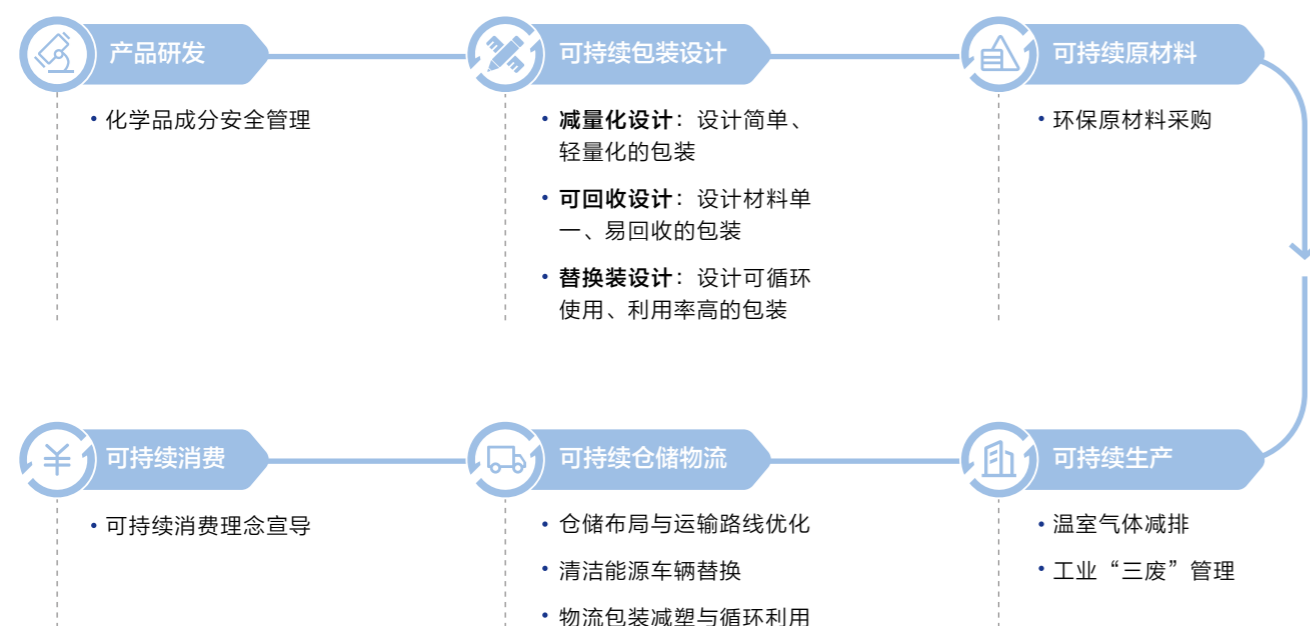 产品研发
• 化学品成分安全管理
可持续包装设计
• 减量化设计：设计简单、
轻量化的包装
• 可回收设计：设计材料单
一、易回收的包装
• 替换装设计：设计可循环
使用、利用率高的包装
可持续原材料
• 环保原材料采购
可持续生产
• 温室气体减排
• 工业“三废”管理
可持续仓储物流
• 仓储布局与运输路线优化
• 清洁能源车辆替换
• 物流包装减塑与循环利用
¥
可持续消费
• 可持续消费理念宣导